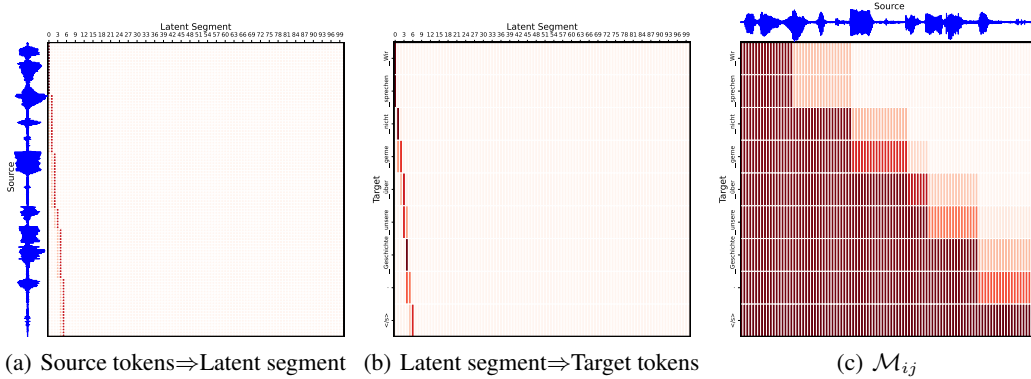 Latent Segment
0 3 6 9 12 15 18 21 24 27 30 33 36 39 42 45 48 51 54 57 60 63 66 69 72 75 78 81 84 87 90 93 96 99
Source
Latent Segment
0 3 6 9 12 15 18 21 24 27 30 33 36 39 42 45 48 51 54 57 60 63 66 69 72 75 78 81 84 87 90 93 96 99
Target
_Wir
_sprechen
_nicht
_gerne
_über
_unsere
_Geschichte
.
</s>
Source
Target
_Wir
_sprechen
_nicht
_gerne
_über
_unsere
_Geschichte
.
</s>
(a) Source tokens⇒Latent segment
(b) Latent segment⇒Target tokens
(c) ℳij